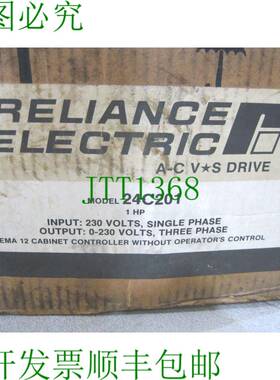 图必究
RELIANCE
ELECTRIC
A-C V★S DRIVE
JTT1368
MODEL 24C201
1 HP
INPUT: 230 VOLTS, SINGLE PHASE
OUTPUT: 0-230 VOLTS, THREE PHASE
EMA 12 CABINET CONTROLLER WITHOUT OPERATOR'S CONTROL
开发票顺丰包邮